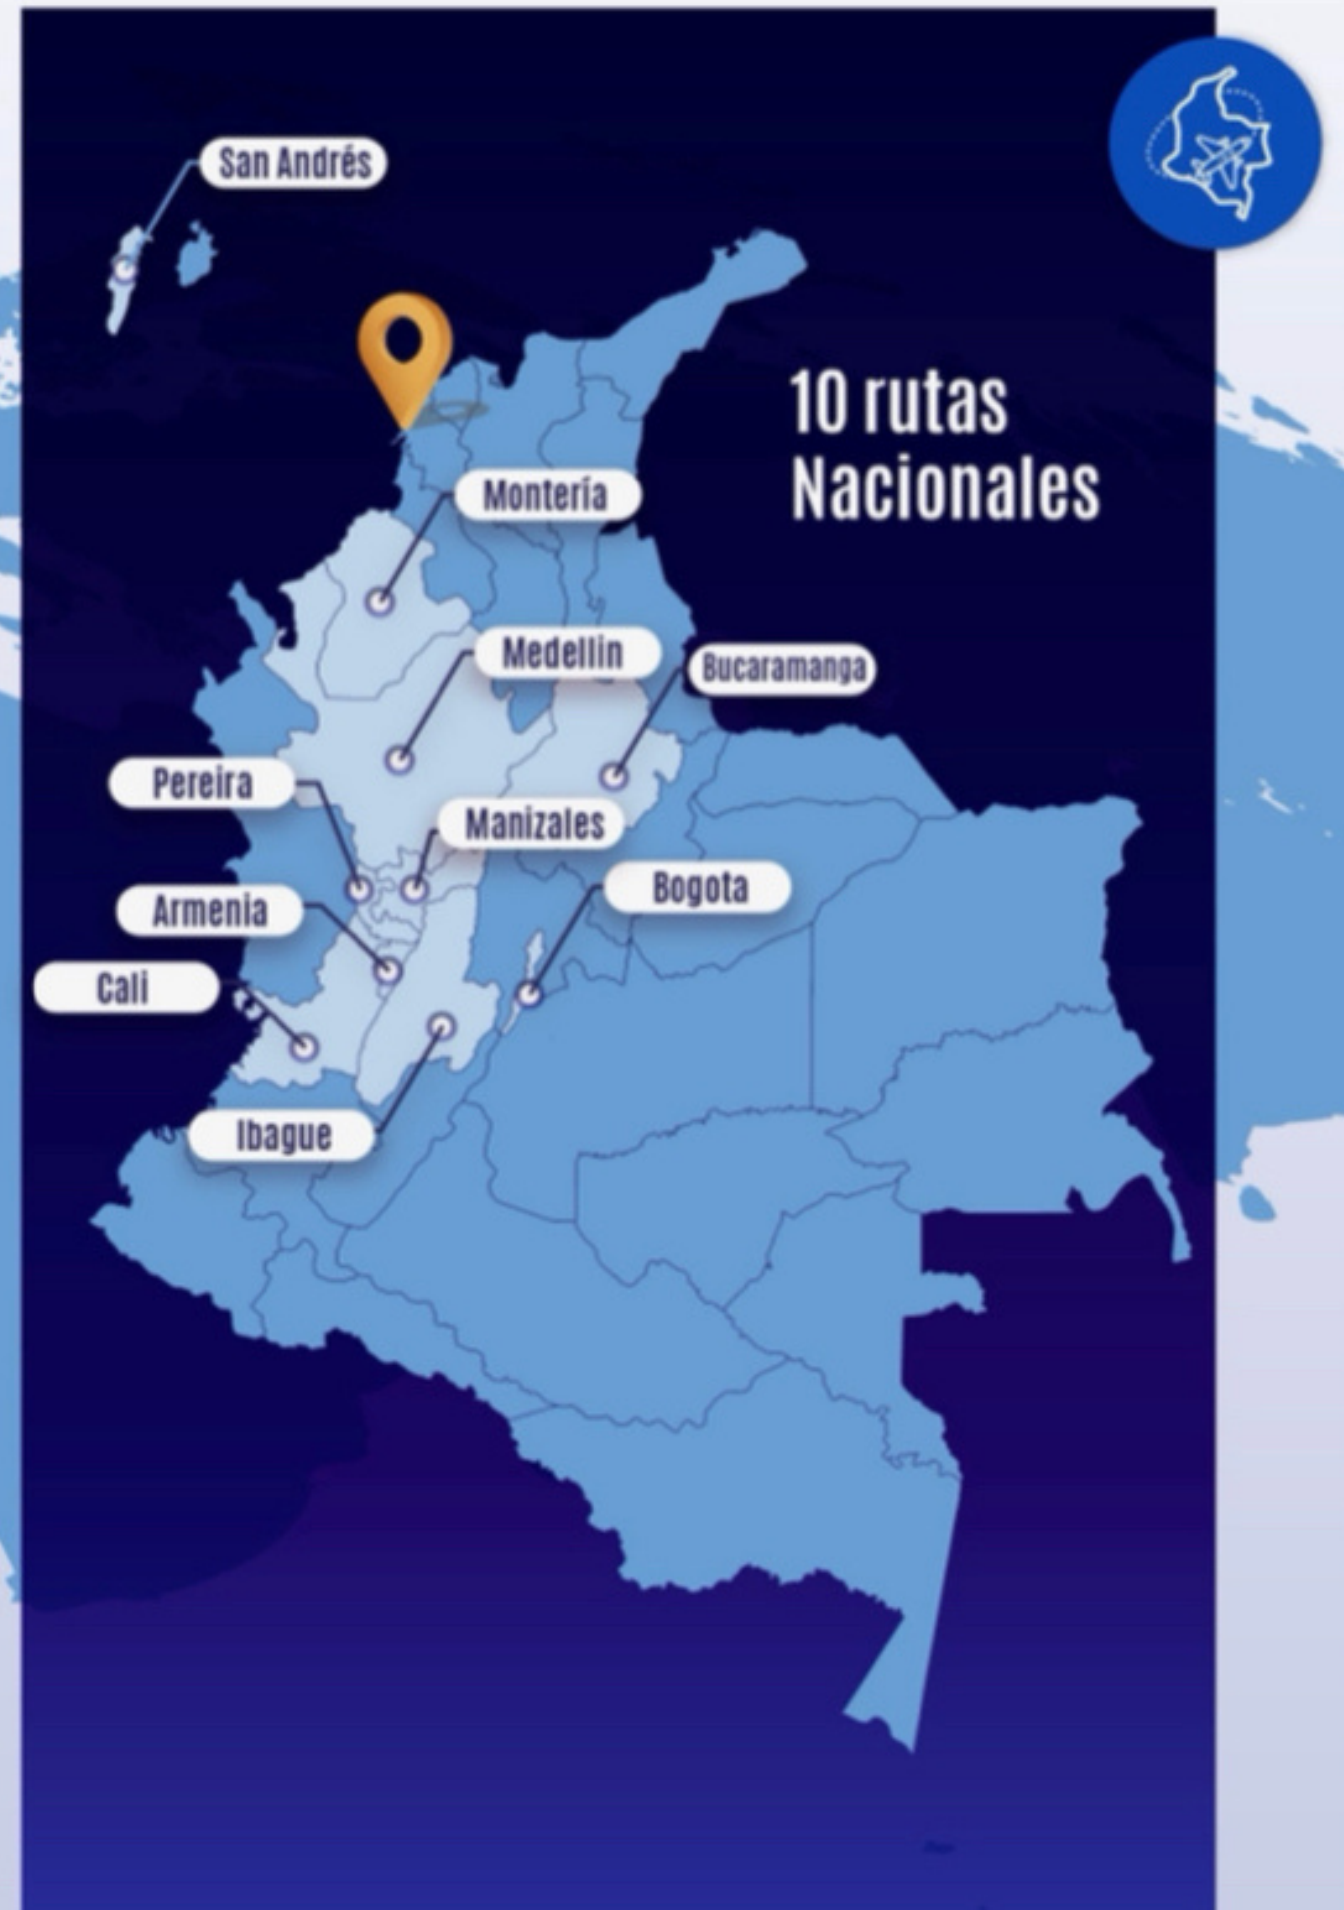 San Andrés
10 rutas
Nacionales
Montería
Medellin
Bucaramanga
Pereira
Manizales
Bogota
Armenia
Cali
Ibague